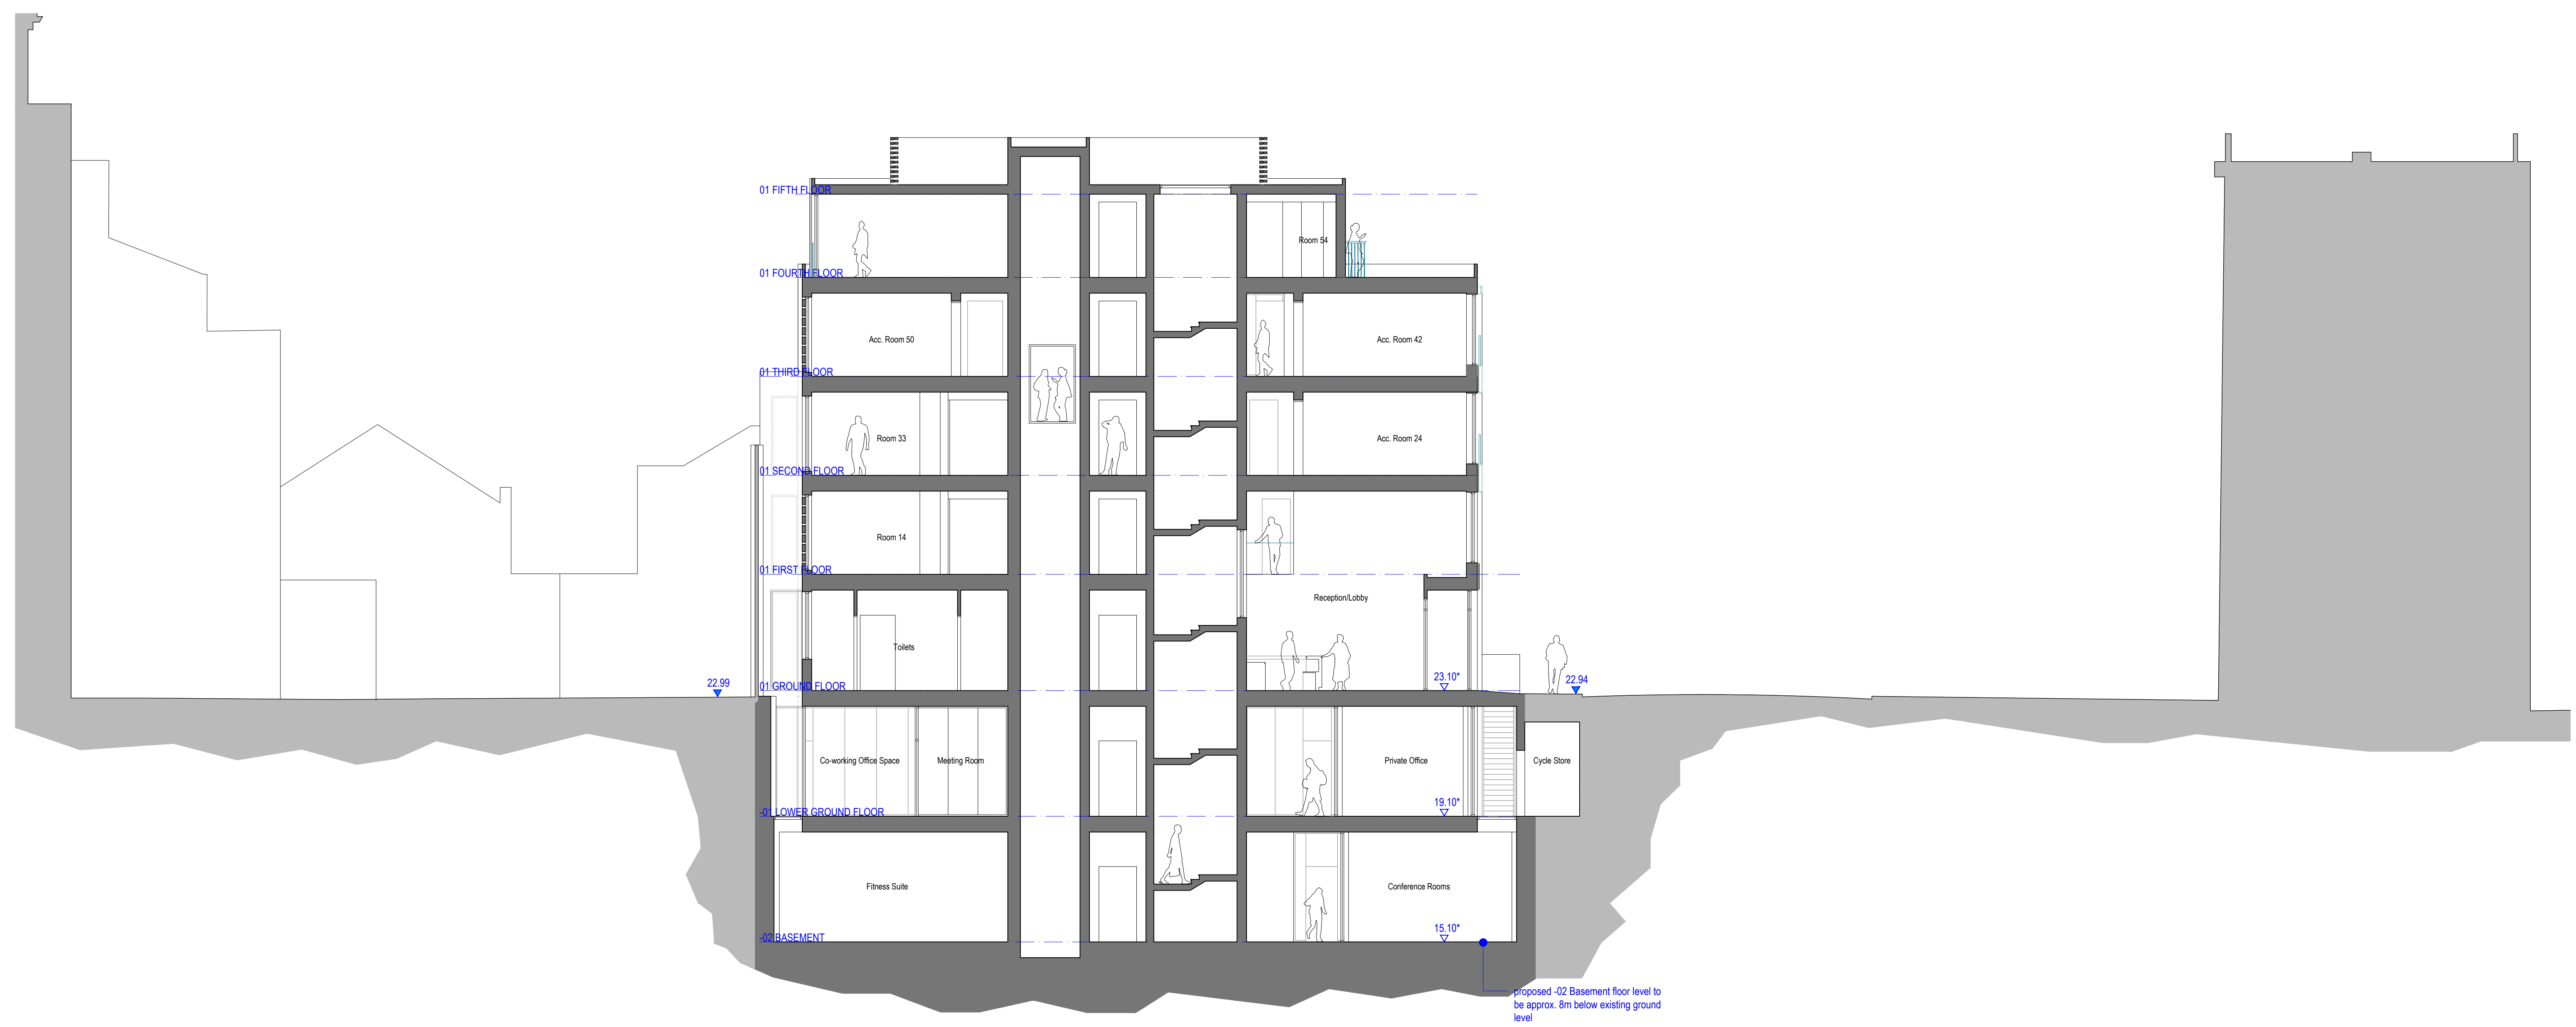 01 FIFTH FLOOR
Room 54
01 FOURTH FLOOR
Acc. Room 50
Acc. Room 42
01 THIRD FLOOR
Room 33
Acc. Room 24
01 SECOND FLOOR
Room 14
01 FIRST FLOOR
Reception/Lobby
Toilets
22.99
01 GROUND FLOOR
23.10*
22.94
Co-working Office Space
Meeting Room
Private Office
Cycle Store
19.10*
-01 LOWER GROUND FLOOR
Fitness Suite
Conference Rooms
15.10*
-02 BASEMENT
proposed -02 Basement floor level to
be approx. 8m below existing ground
level